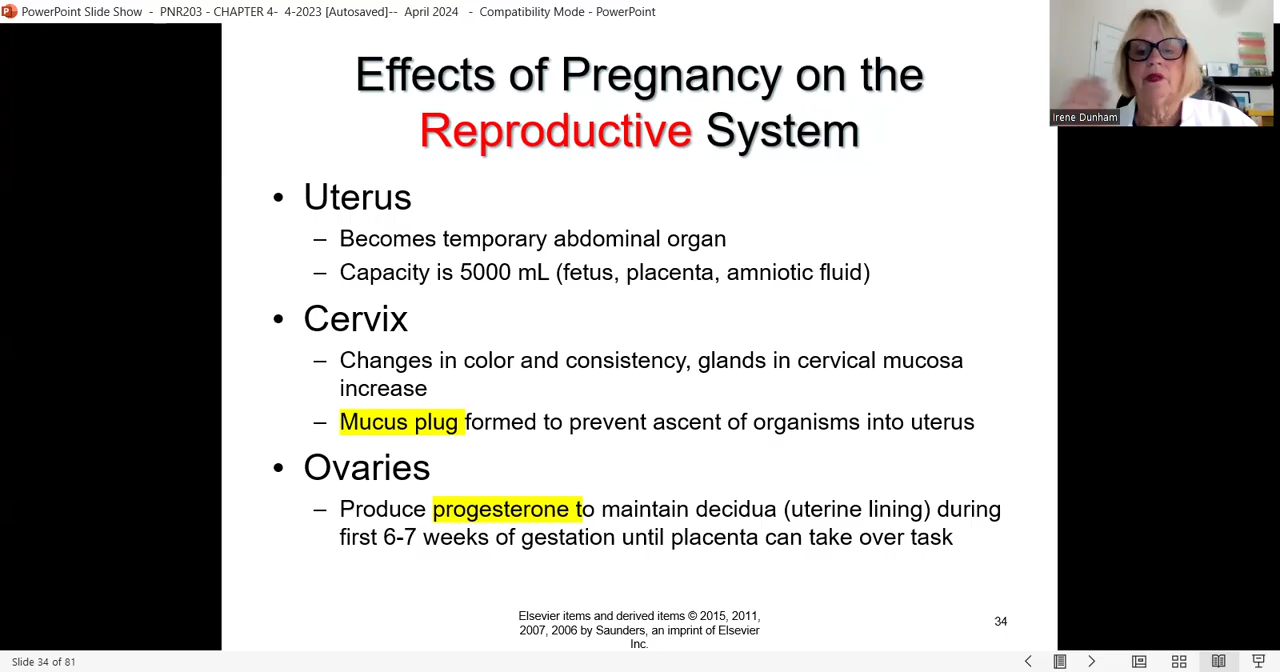 PowerPoint Slide Show - PNR203 - CHAPTER 4- 4-2023 [Autosaved]-- April 2024 - Compatibility Mode - PowerPoint
Irene Dunham
Effects of Pregnancy on the
Reproductive System
• Uterus
– Becomes temporary abdominal organ
– Capacity is 5000 mL (fetus, placenta, amniotic fluid)
• Cervix
– Changes in color and consistency, glands in cervical mucosa
increase
– Mucus plug formed to prevent ascent of organisms into uterus
• Ovaries
– Produce progesterone to maintain decidua (uterine lining) during
first 6-7 weeks of gestation until placenta can take over task
Elsevier items and derived items © 2015, 2011,
2007, 2006 by Saunders, an imprint of Elsevier
Inc.
34
Slide 34 of 81